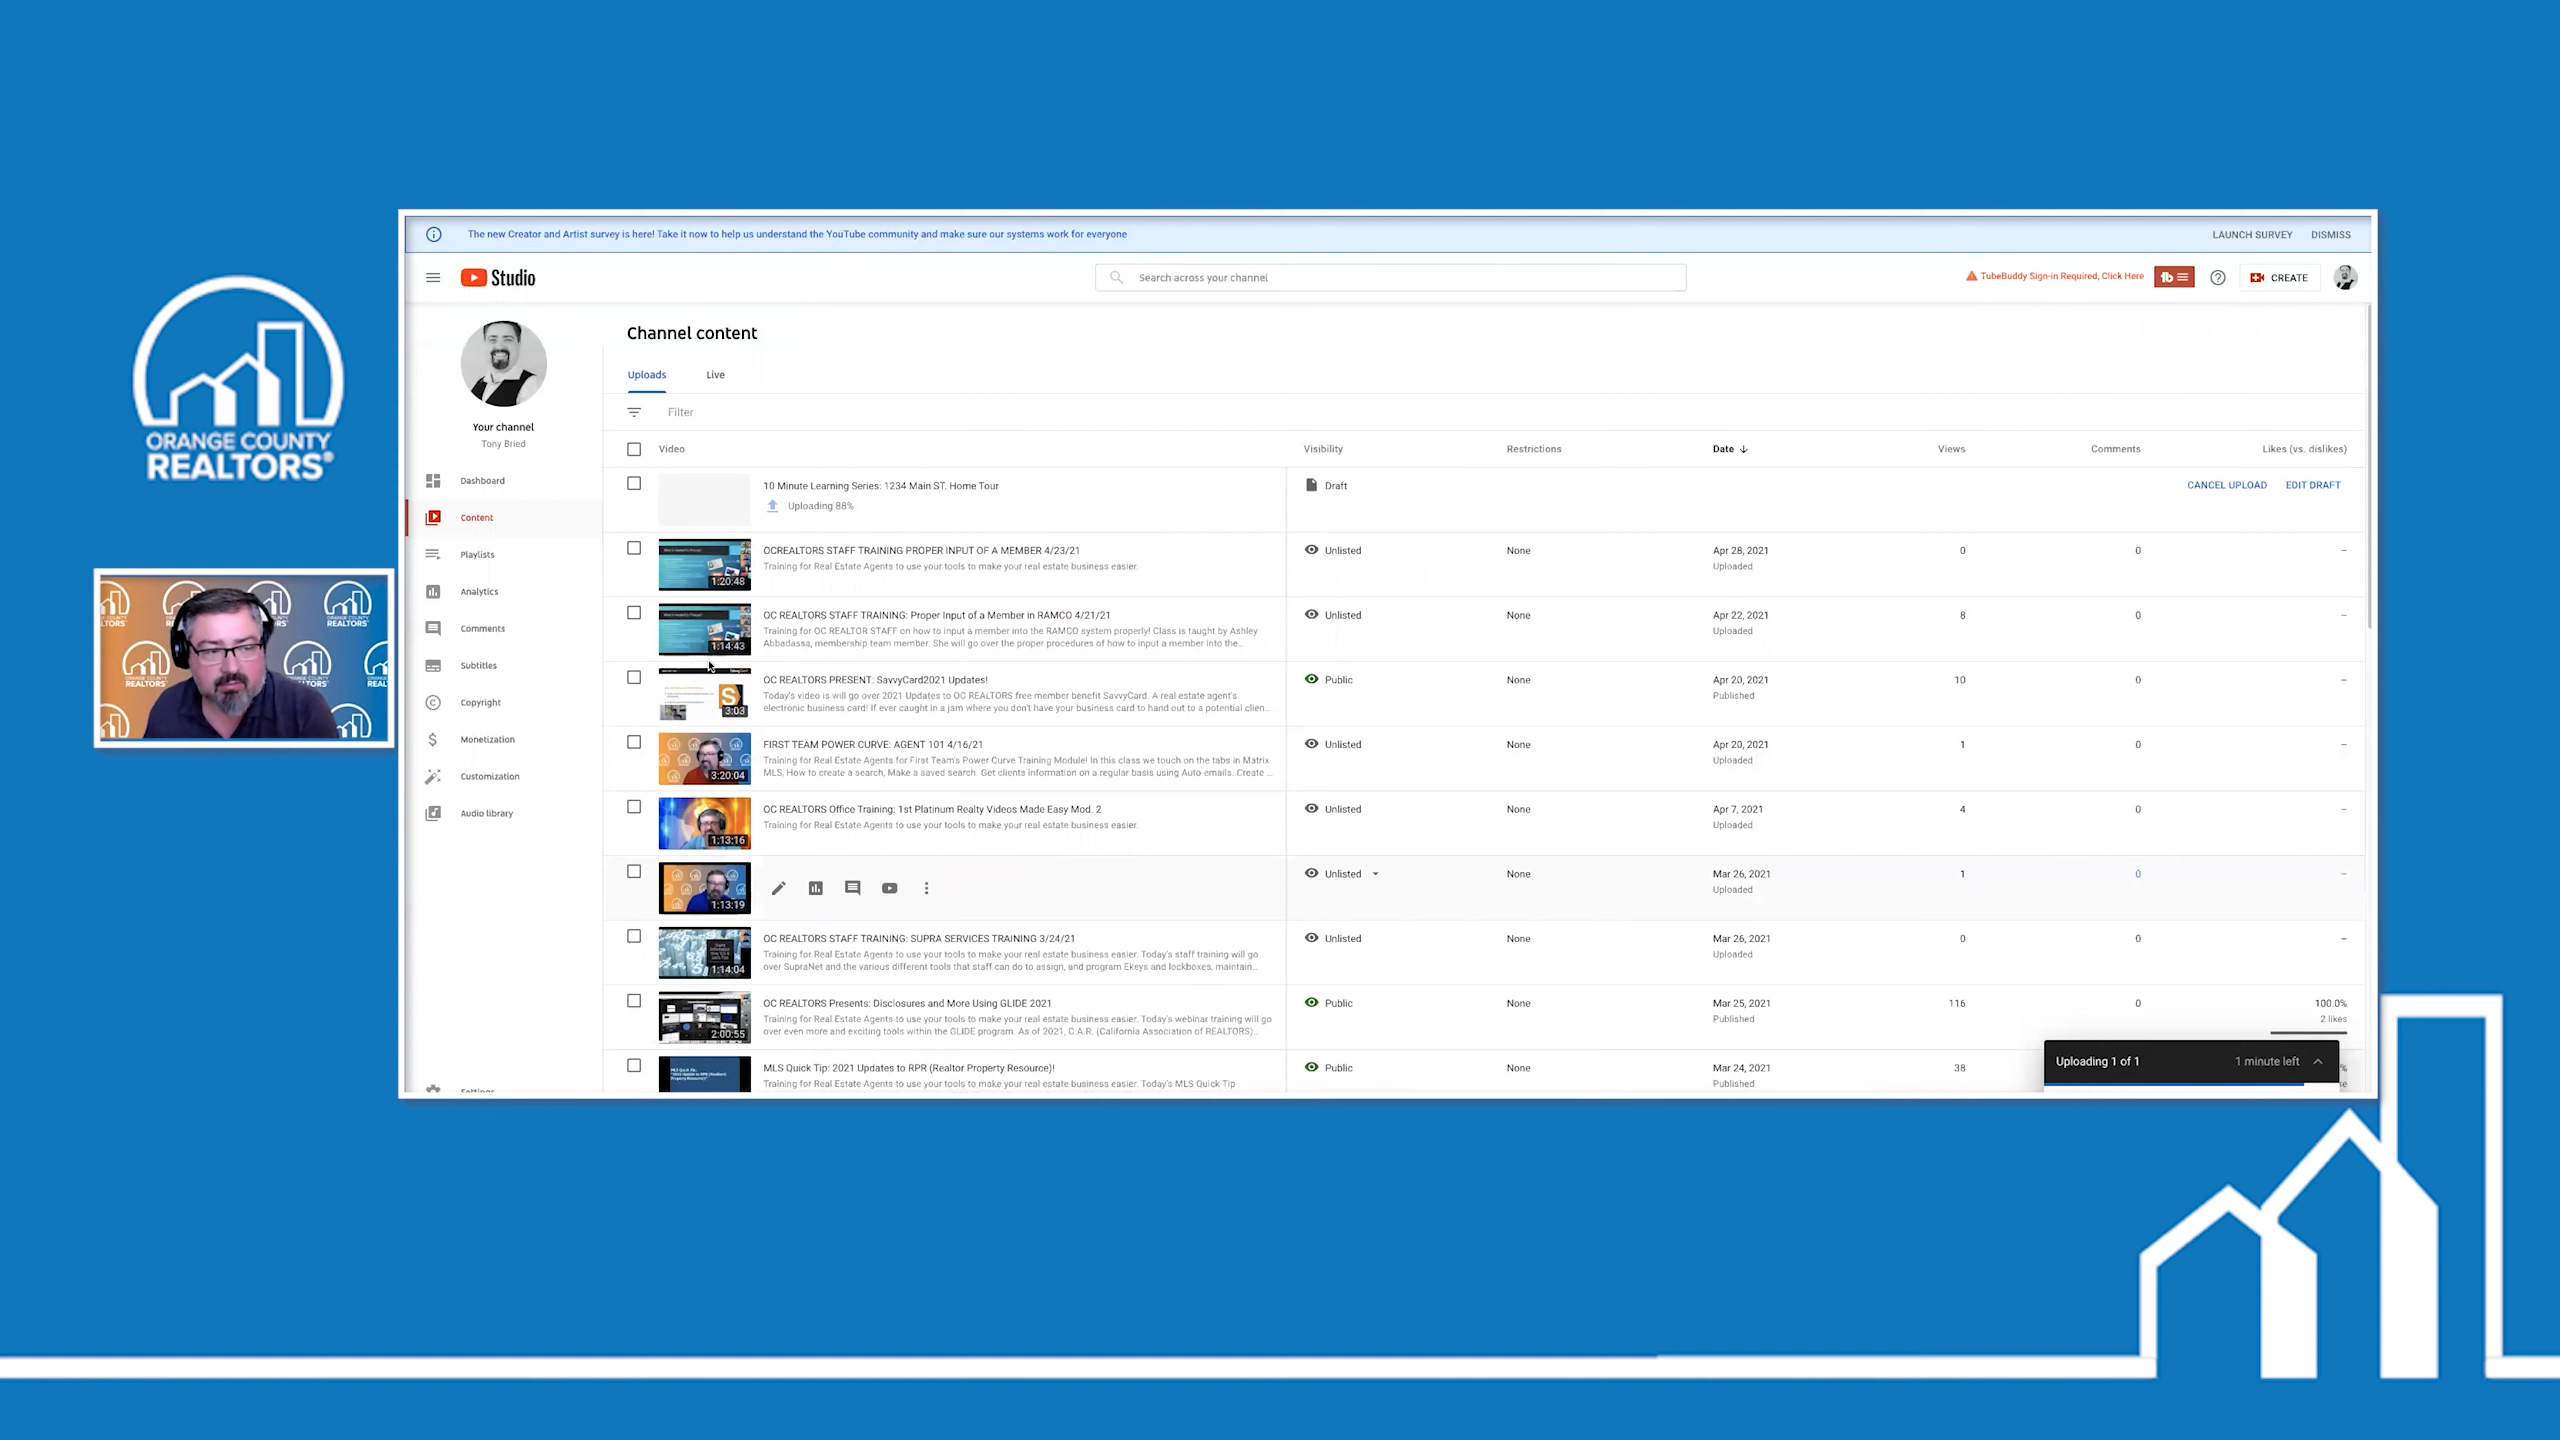 The new Creator and Artist survey is here! Take it now to help us understand the YouTube community and make sure our systems work for everyone
LAUNCH SURVEY
DISMISS
Studio
Search across your channel
TubeBuddy Sign-in Required, Click Here
tb
CREATE
ORANGE COUNTY
REALTORS®
Your channel
Tony Bried
Dashboard
Content
Playlists
Analytics
Comments
Subtitles
Copyright
Monetization
Customization
Audio library
Settings
Channel content
Uploads
Live
Filter
Video
Visibility
Restrictions
Date
Views
Comments
Likes (vs. dislikes)
10 Minute Learning Series: 1234 Main ST. Home Tour
Uploading 88%
Draft
CANCEL UPLOAD
EDIT DRAFT
1:20:48
OCREALTORS STAFF TRAINING PROPER INPUT OF A MEMBER 4/23/21
Training for Real Estate Agents to use your tools to make your real estate business easier.
Unlisted
None
Apr 28, 2021
Uploaded
0
0
–
1:14:43
OC REALTORS STAFF TRAINING: Proper Input of a Member in RAMCO 4/21/21
Training for OC REALTOR STAFF on how to input a member into the RAMCO system properly! Class is taught by Ashley
Abbadassa, membership team member. She will go over the proper procedures of how to input a member into the...
Unlisted
None
Apr 22, 2021
Uploaded
8
0
–
S
3:03
OC REALTORS PRESENT: SavvyCard2021 Updates!
Today's video is will go over 2021 Updates to OC REALTORS free member benefit SavvyCard. A real estate agent's
electronic business card! If ever caught in a jam where you don't have your business card to hand out to a potential clien...
Public
None
Apr 20, 2021
Published
10
0
–
3:20:04
FIRST TEAM POWER CURVE: AGENT 101 4/16/21
Training for Real Estate Agents for First Team's Power Curve Training Module! In this class we touch on the tabs in Matrix
MLS, How to create a search, Make a saved search. Get clients information on a regular basis using Auto-emails. Create ...
Unlisted
None
Apr 20, 2021
Uploaded
1
0
–
1:13:16
OC REALTORS Office Training: 1st Platinum Realty Videos Made Easy Mod. 2
Training for Real Estate Agents to use your tools to make your real estate business easier.
Unlisted
None
Apr 7, 2021
Uploaded
4
0
–
1:13:19
Unlisted
None
Mar 26, 2021
Uploaded
1
0
–
1:14:04
OC REALTORS STAFF TRAINING: SUPRA SERVICES TRAINING 3/24/21
Training for Real Estate Agents to use your tools to make your real estate business easier. Today's staff training will go
over SupraNet and the various different tools that staff can do to assign, and program Ekeys and lockboxes, maintain...
Unlisted
None
Mar 26, 2021
Uploaded
0
0
–
2:00:55
OC REALTORS Presents: Disclosures and More Using GLIDE 2021
Training for Real Estate Agents to use your tools to make your real estate business easier. Today's webinar training will go
over even more and exciting tools within the GLIDE program. As of 2021, C.A.R. (California Association of REALTORS)...
Public
None
Mar 25, 2021
Published
116
0
100.0%
2 likes
MLS Quick Tip: 2021 Updates to RPR (Realtor Property Resource)!
Training for Real Estate Agents to use your tools to make your real estate business easier. Today's MLS Quick Tip
Public
None
Mar 24, 2021
Published
38
Uploading 1 of 1
1 minute left